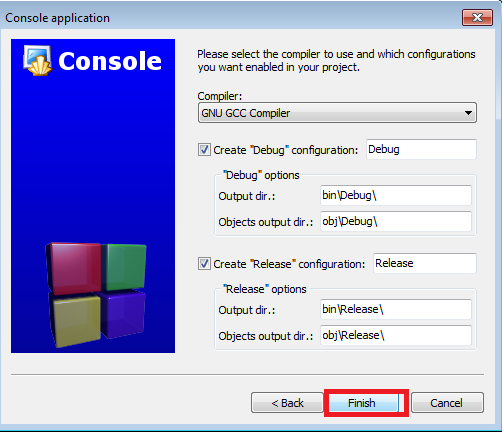 Console application
Console
Please select the compiler to use and which configurations
you want enabled in your project.
Compiler:
GNU GCC Compiler
Create "Debug" configuration: Debug
"Debug" options
Output dir.: bin\Debug\
Objects output dir.: obj\Debug\
Create "Release" configuration: Release
"Release" options
Output dir.: bin\Release\
Objects output dir.: obj\Release\
< Back Finish Cancel